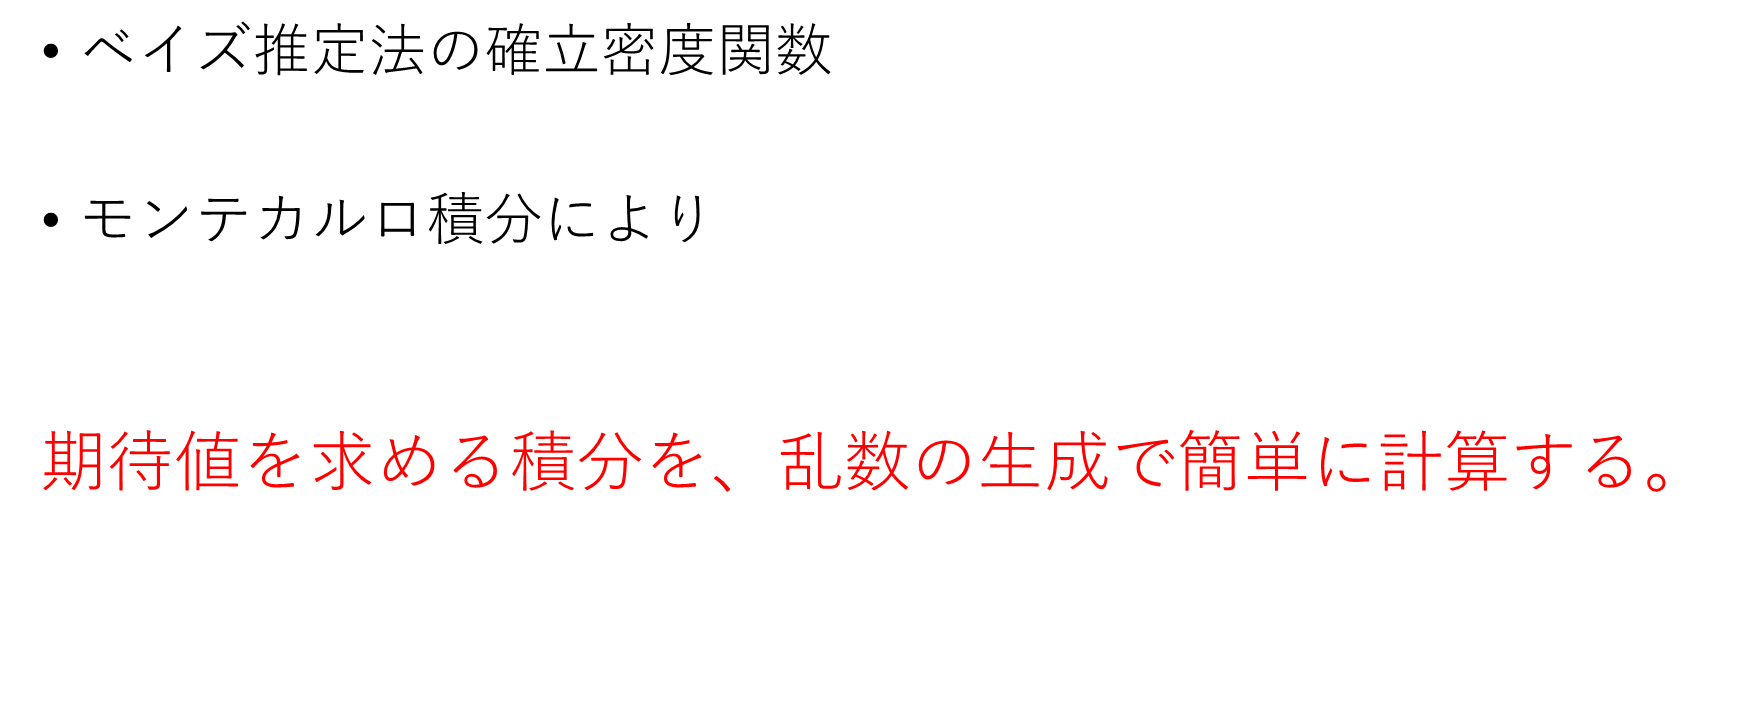 • ベイズ推定法の確立密度関数
• モンテカルロ積分により
期待値を求める積分を、乱数の生成で簡単に計算する。